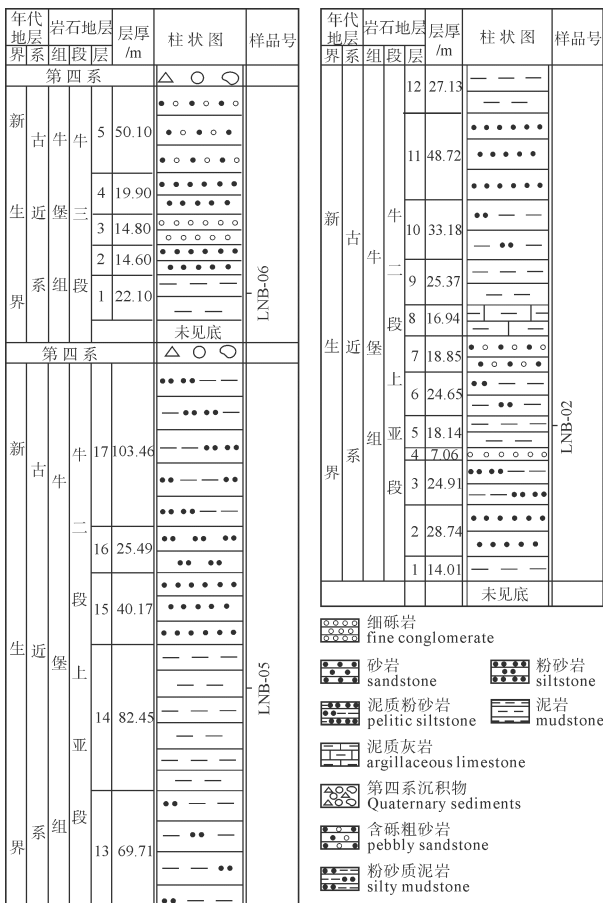 年代地层 岩石地层 层厚/m 柱状图 样品号
界 系 组 段 层
第四系
新生界 古近系 牛堡组 牛三段
5 50.10
4 19.90
3 14.80
2 14.60
1 22.10
LNB-06
未见底
第四系
新生界 古近系 牛堡组 牛二段上亚段
17 103.46
16 25.49
15 40.17
14 82.45
LNB-05
13 69.71
年代地层 岩石地层 层厚/m 柱状图 样品号
界 系 组 段 层
新生界 古近系 牛堡组 牛二段上亚段
12 27.13
11 48.72
10 33.18
9 25.37
8 16.94
7 18.85
6 24.65
5 18.14
LNB-02
4 7.06
3 24.91
2 28.74
1 14.01
未见底
细砾岩
fine conglomerate
砂岩 粉砂岩
sandstone siltstone
泥质粉砂岩 泥岩
pelitic siltstone mudstone
泥质灰岩
argillaceous limestone
第四系沉积物
Quaternary sediments
含砾粗砂岩
pebbly sandstone
粉砂质泥岩
silty mudstone